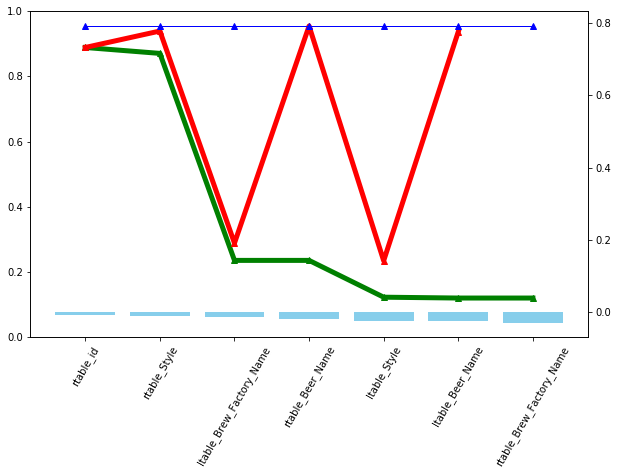 1.0
0.8
0.6
0.4
0.2
0.0
0.8
0.6
0.4
0.2
0.0
rtable_id
rtable_Style
ltable_Brew_Factory_Name
rtable_Beer_Name
ltable_Style
ltable_Beer_Name
rtable_Brew_Factory_Name